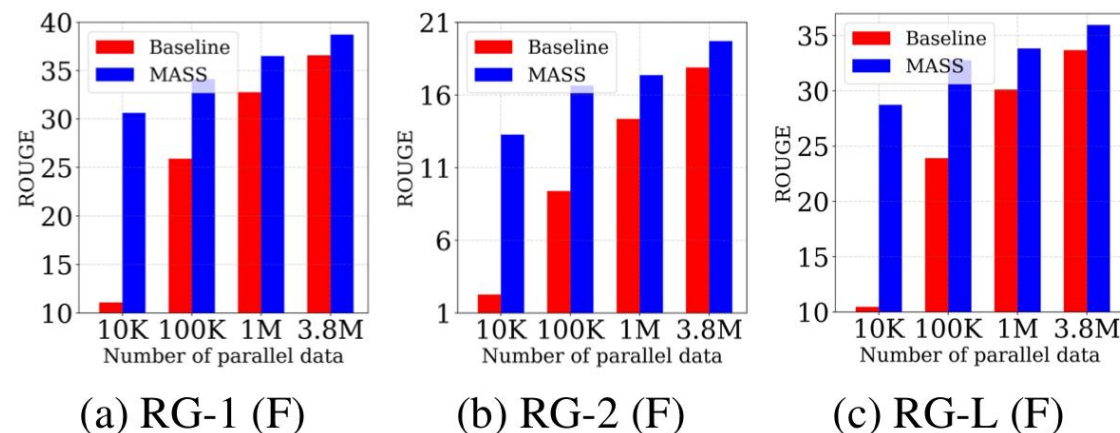 40
35
30
25
20
15
10
ROUGE
Baseline
MASS
10K 100K 1M 3.8M
Number of parallel data
(a) RG-1 (F)
21
16
11
6
1
ROUGE
Baseline
MASS
10K 100K 1M 3.8M
Number of parallel data
(b) RG-2 (F)
35
30
25
20
15
10
ROUGE
Baseline
MASS
10K 100K 1M 3.8M
Number of parallel data
(c) RG-L (F)